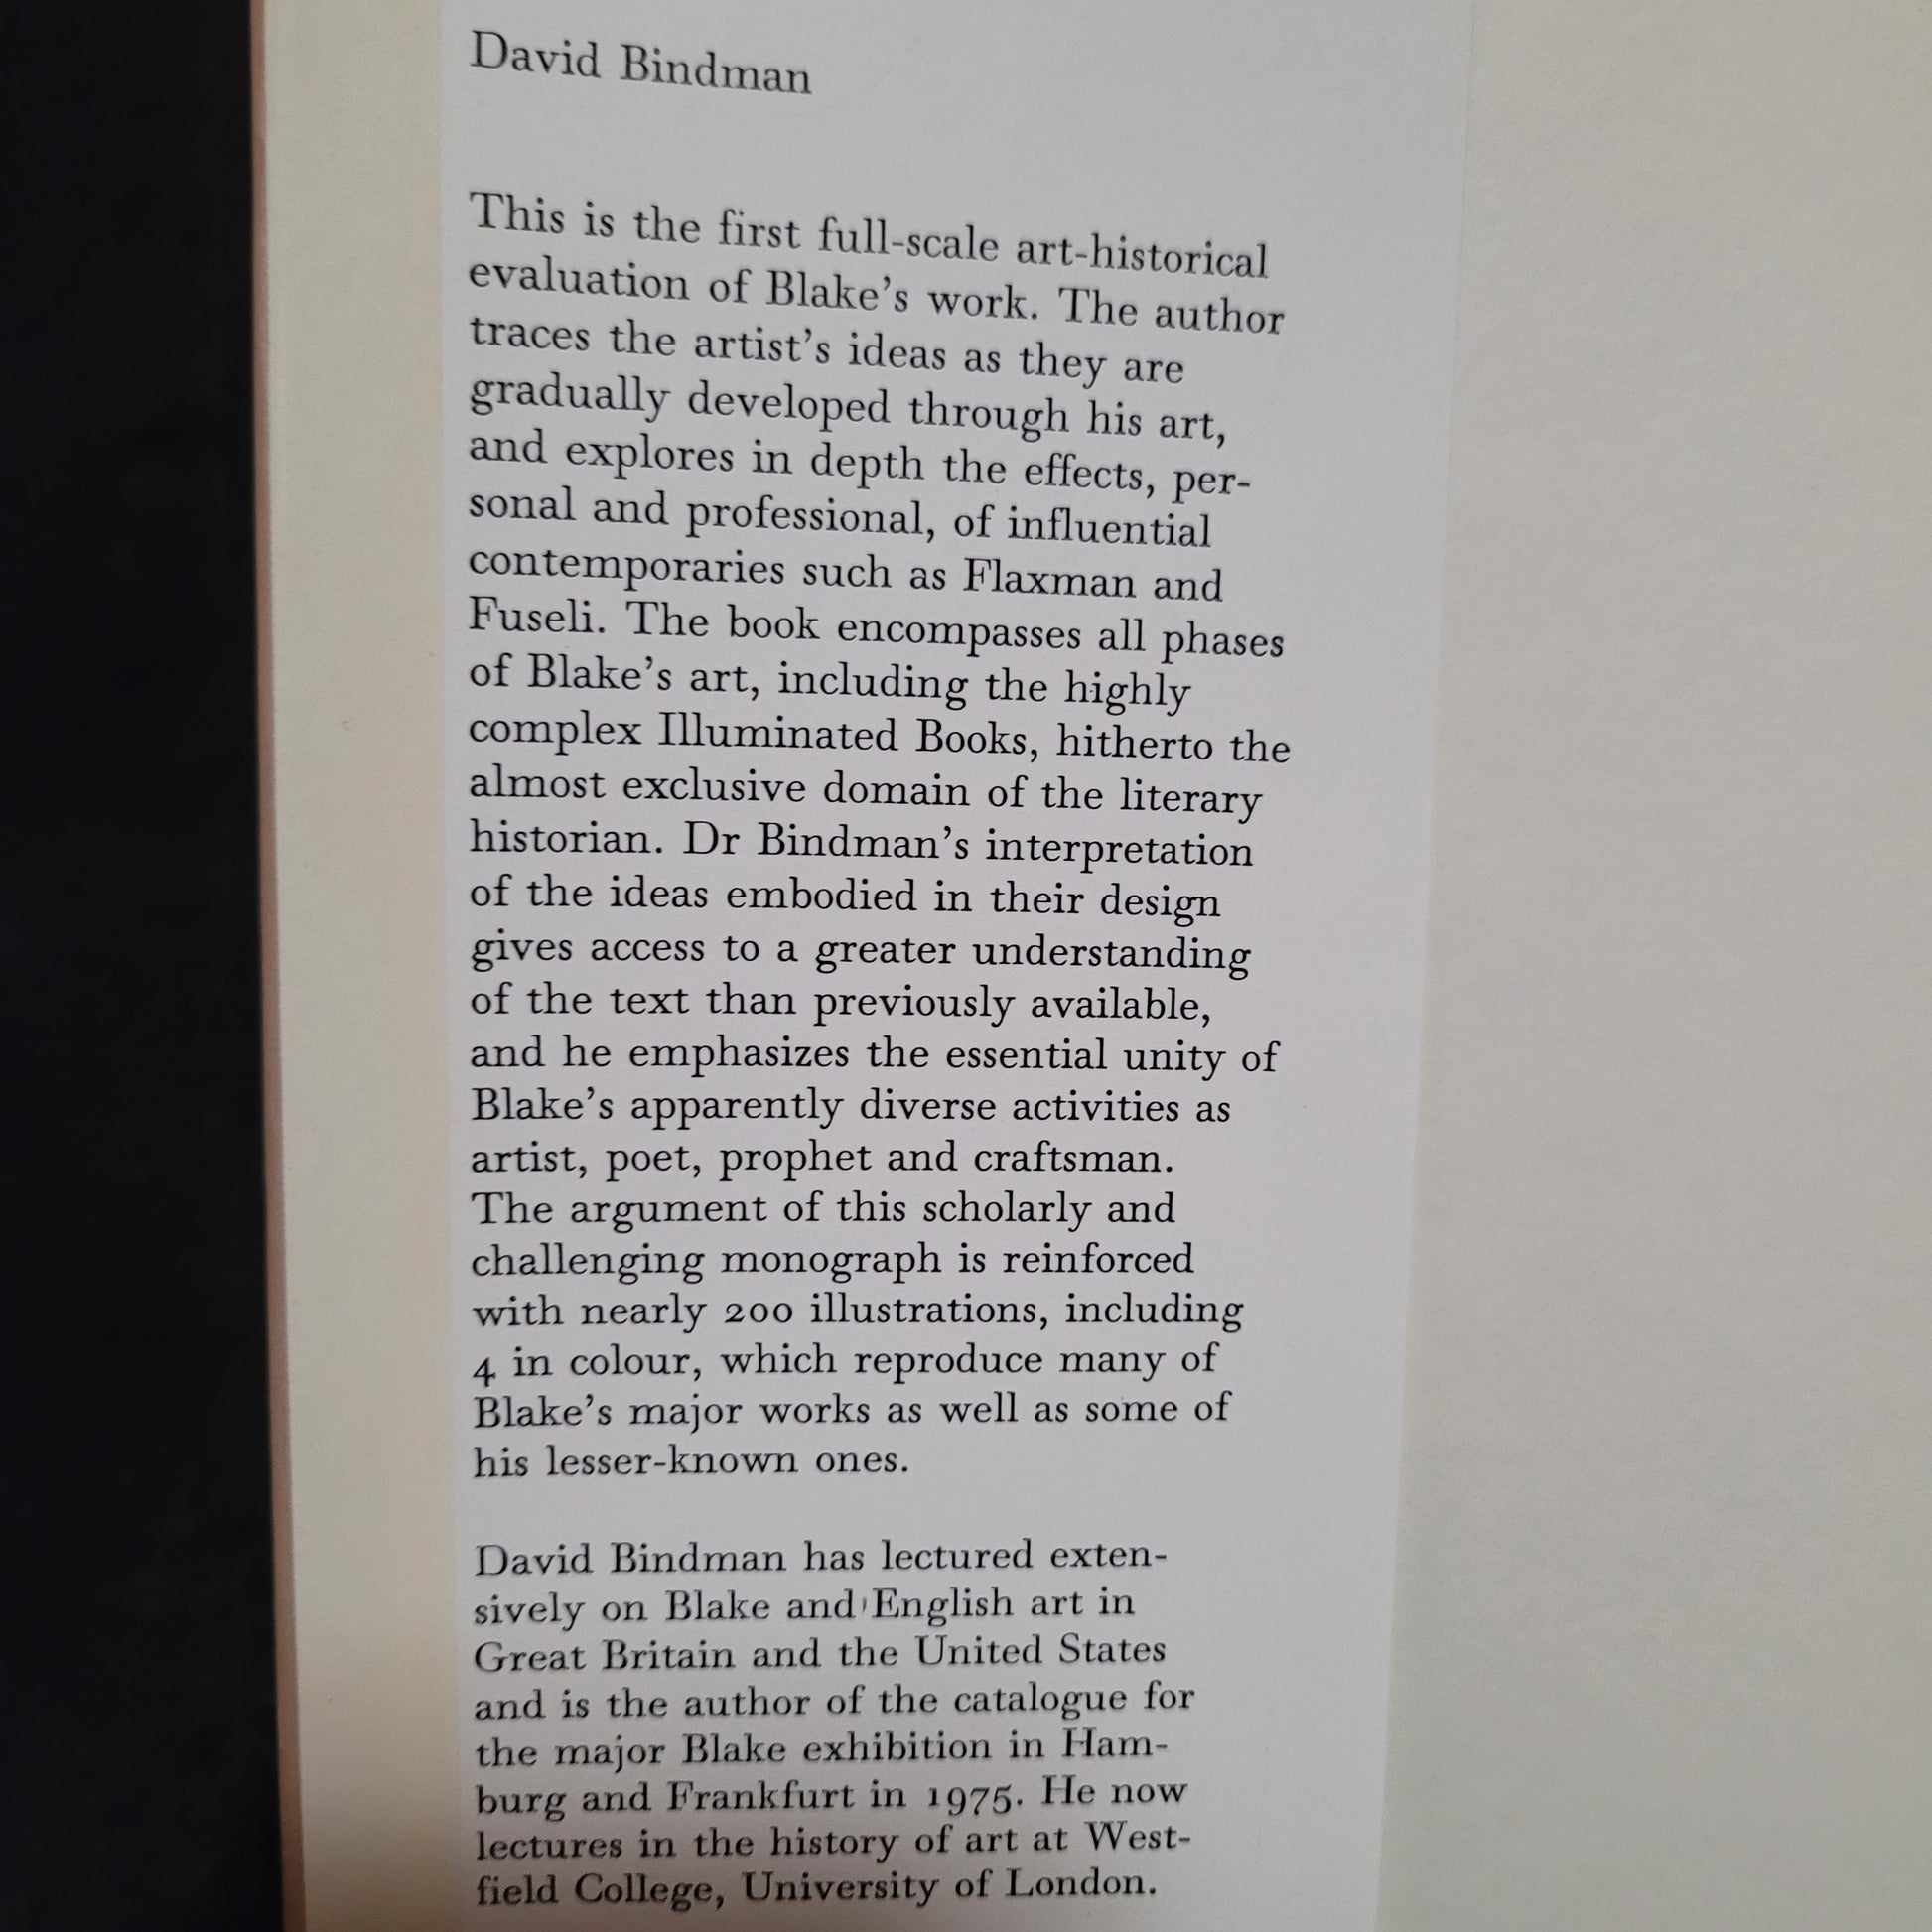 David Bindman
This is the first full-scale art-historical
evaluation of Blake's work. The author
traces the artist's ideas as they are
gradually developed through his art,
and explores in depth the effects, per-
sonal and professional, of influential
contemporaries such as Flaxman and
Fuseli. The book encompasses all phases
of Blake's art, including the highly
complex Illuminated Books, hitherto the
almost exclusive domain of the literary
historian. Dr Bindman's interpretation
of the ideas embodied in their design
gives access to a greater understanding
of the text than previously available,
and he emphasizes the essential unity of
Blake's apparently diverse activities as
artist, poet, prophet and craftsman.
The argument of this scholarly and
challenging monograph is reinforced
with nearly 200 illustrations, including
4 in colour, which reproduce many of
Blake's major works as well as some of
his lesser-known ones.
David Bindman has lectured exten-
sively on Blake and English art in
Great Britain and the United States
and is the author of the catalogue for
the major Blake exhibition in Ham-
burg and Frankfurt in 1975. He now
lectures in the history of art at West-
field College, University of London.